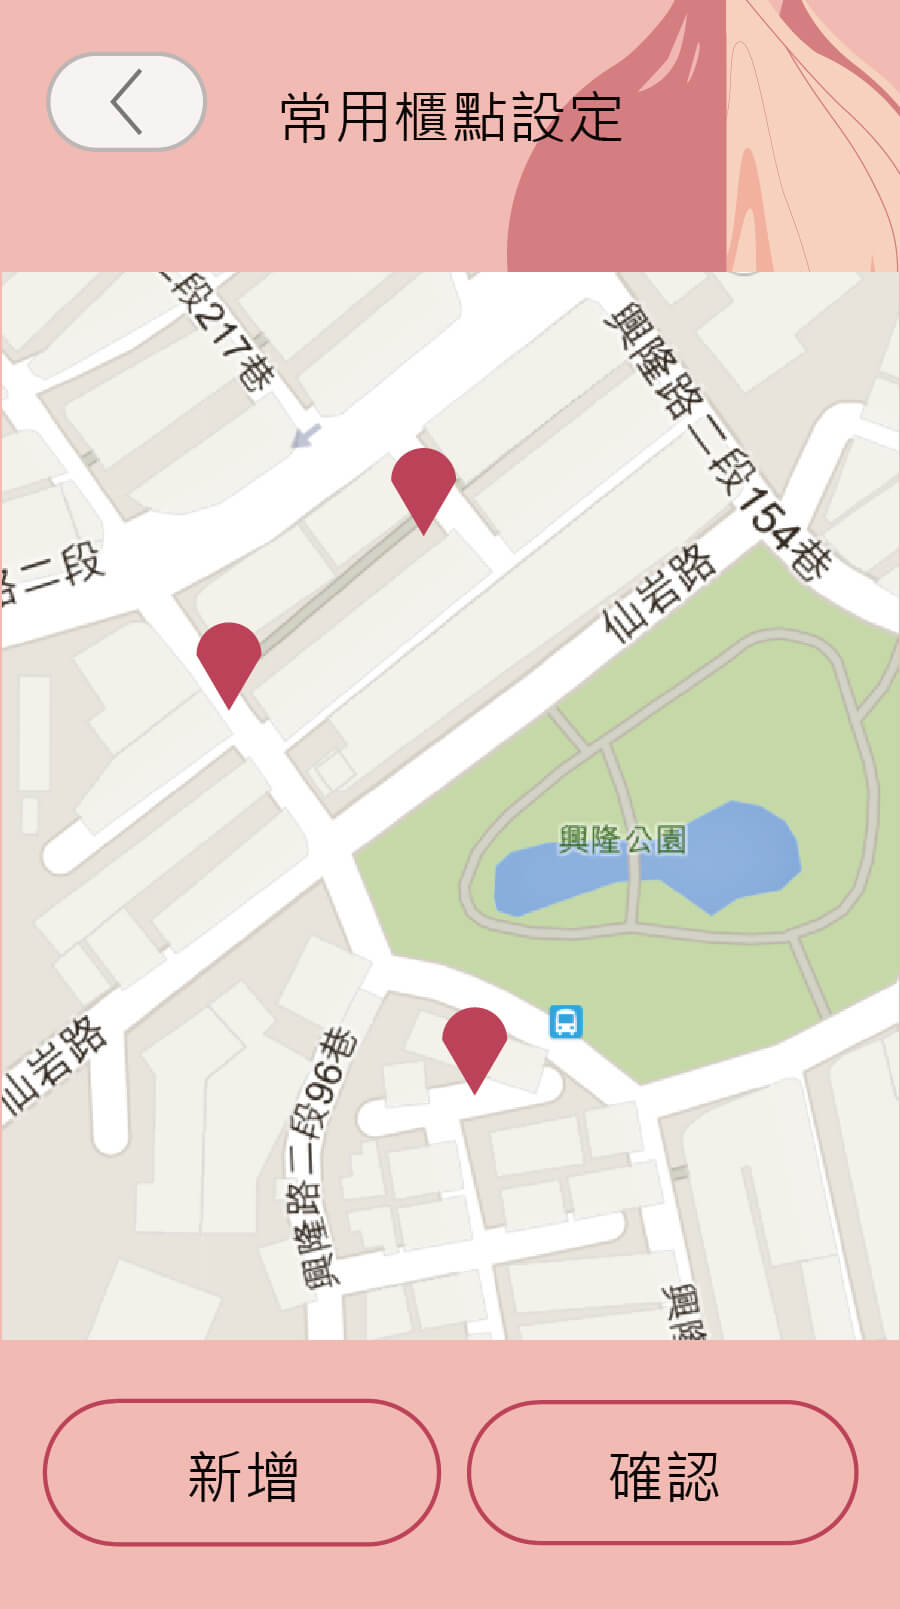 常用櫃點設定
二段217巷
興隆路二段154巷
路二段
仙岩路
興隆公園
仙岩路
興隆路二段96巷
興隆
新增
確認